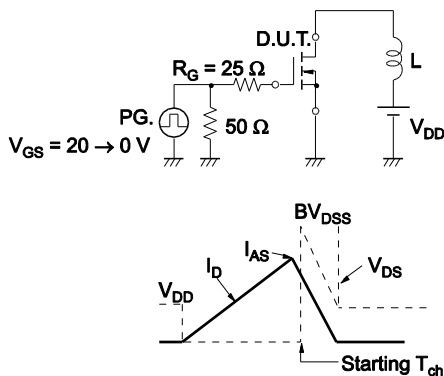 D.U.T.
R_G = 25 Ω
L
PG.
50 Ω
V_DD
V_GS = 20 → 0 V
BV_DSS
I_AS
I_D
V_DS
V_DD
Starting T_ch